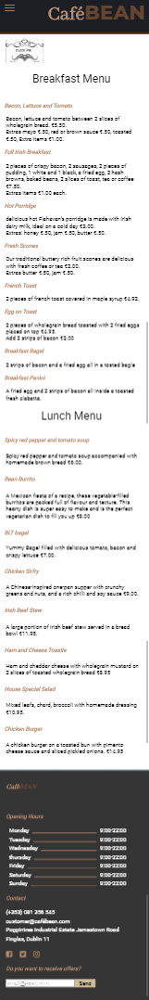 CaféBEAN
Breakfast Menu
Bacon, Lettuce and Tomato
Bacon, lettuce and tomato between 2 slices of
wholegrain bread. €5.50.
Extras mayo €.50, red or brown sauce €.50, toasted
€.50, Extra items €1.00.
Full Irish Breakfast
2 pieces of crispy bacon, 2 sausages, 2 pieces of
pudding, 1 white and 1 black, a fried egg, 2 hash
browns, baked beans, 2 slices of toast, tea or coffee
€7.50.
Extras items €1.00 each.
Hot Porridge
delicious hot Flahavan's porridge is made with Irish
dairy milk, ideal on a cold day €3.00.
Extras: honey €.50, jam €.50, butter €.50.
Fresh Scones
Our traditional buttery rich fruit scones are delicious
with fresh coffee or tea €2.00.
Extras butter €.50, jam €.50.
French Toast
2 pieces of french toast covered in maple syrup €4.92.
Egg on Toast
2 pieces of wholegrain bread toasted with 2 fried eggs
placed on top €4.95.
Add 2 strips of bacon €2.00
Breakfast Bagel
2 strips of bacon and a fried egg all in a tosted bagle
Breakfast Panini
A fried egg and 2 strips of bacon all inside a toasted
fresh ciabatta.
Lunch Menu
Spicy red pepper and tomato soup
Spicy red pepper and tomato soup accompanied with
homemade brown bread €6.00.
Bean Burrito
A Mexican fiesta of a recipe, these vegetable-filled
burritos are packed full of flavour and texture. This
hearty dish is super easy to make and is the perfect
vegetarian dish to fill you up €8.00
BLT bagel
Yummy Bagel filled with delicious tomato, bacon and
crispy lettuce €7.00.
Chicken Stirfry
A Chinese-inspired one-pan supper with crunchy
greens and nuts, and a rich chilli and soy sauce €9.00.
Irish Beef Stew
A large portion of Irish beef stew served in a bread
bowl €11.95.
Ham and Cheese Toastie
Ham and cheddar cheese with wholegrain mustard on
2 slices of toasted wholegrain bread €8.95
House Special Salad
Mixed leafs, chard, broccoli with homemade dressing
€10.95.
Chicken Burger
A chicken burger on a toasted bun with pimento
cheese sauce and sliced pickled onions. €14.95
CaféBEAN
Opening Hours
Monday 9:00-22:00
Tuesday 9:00-22:00
Wednesday 9:00-22:00
thursday 9:00-22:00
Friday 9:00-22:00
Saturday 9:00-22:00
Sunday 9:00-22:00
Contact
(+353) 081 356 545
customer@cafébean.com
Poppintree Industrial Estate Jamestown Road
Finglas, Dublin 11
Do you want to receive offers?
Send